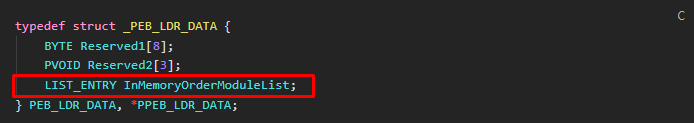 C
typedef struct _PEB_LDR_DATA {
    BYTE Reserved1[8];
    PVOID Reserved2[3];
    LIST_ENTRY InMemoryOrderModuleList;
} PEB_LDR_DATA, *PPEB_LDR_DATA;